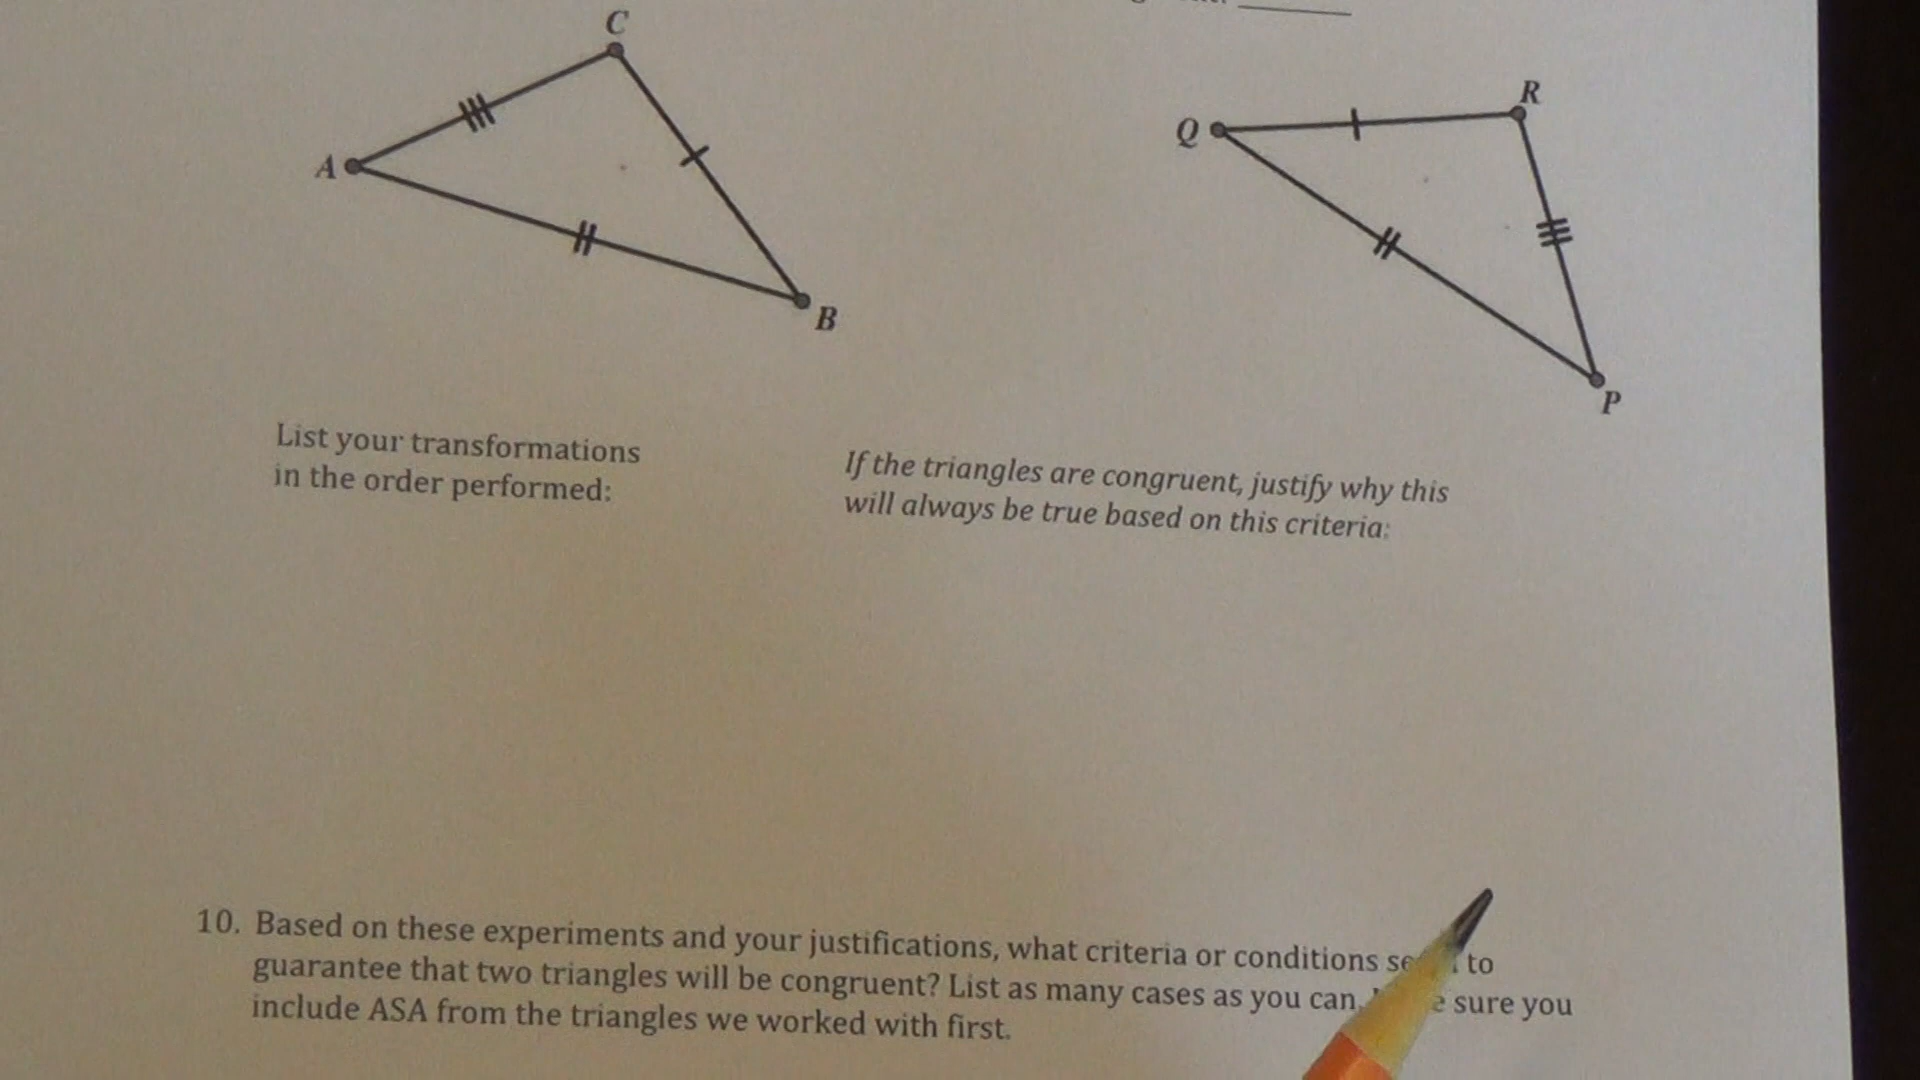 C
R
Q
A
B
P
List your transformations
in the order performed:
If the triangles are congruent, justify why this
will always be true based on this criteria:
10. Based on these experiments and your justifications, what criteria or conditions to
guarantee that two triangles will be congruent? List as many cases as you can. sure you
include ASA from the triangles we worked with first.